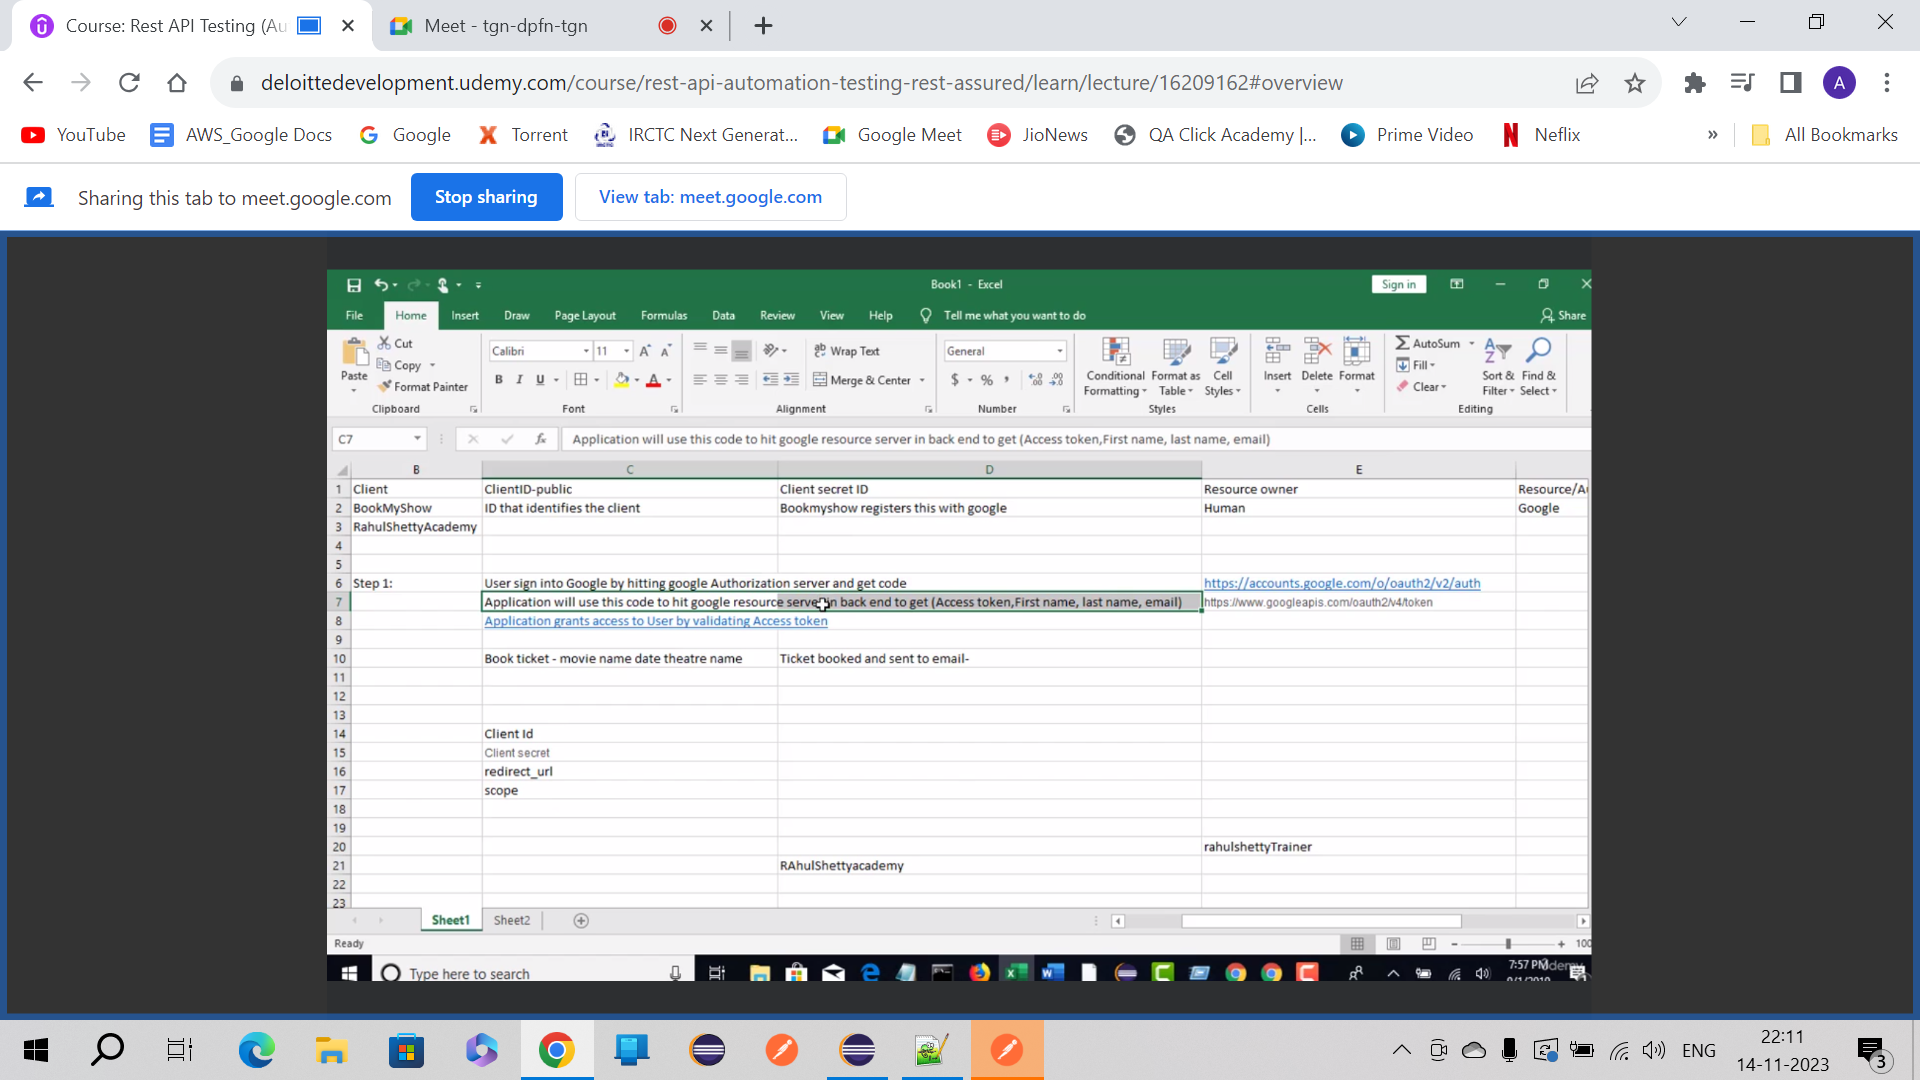 Course: Rest API Testing (Au
Meet - tgn-dpfn-tgn
deloittedevelopment.udemy.com/course/rest-api-automation-testing-rest-assured/learn/lecture/16209162#overview
A
YouTube
AWS_Google Docs
Google
Torrent
IRCTC Next Generat...
Google Meet
JioNews
QA Click Academy |...
Prime Video
Neflix
»
All Bookmarks
Sharing this tab to meet.google.com
Stop sharing
View tab: meet.google.com
Book1 - Excel
Sign in
File
Home
Insert
Draw
Page Layout
Formulas
Data
Review
View
Help
Tell me what you want to do
Share
Paste
Cut
Copy
Format Painter
Clipboard
Calibri
11
B I U
Font
Wrap Text
Merge & Center
Alignment
General
$ %
Number
Conditional Formatting
Format as Table
Cell Styles
Styles
Insert
Delete
Format
Cells
AutoSum
Fill
Clear
Sort & Filter
Find & Select
Editing
C7
fx
Application will use this code to hit google resource server in back end to get (Access token,First name, last name, email)
B C D E
1 Client ClientID-public Client secret ID Resource owner Resource/A
2 BookMyShow ID that identifies the client Bookmyshow registers this with google Human Google
3 RahulShettyAcademy
4
5
6 Step 1: User sign into Google by hitting google Authorization server and get code https://accounts.google.com/o/oauth2/v2/auth
7 Application will use this code to hit google resource server in back end to get (Access token,First name, last name, email) https://www.googleapis.com/oauth2/v4/token
8 Application grants access to User by validating Access token
9
10 Book ticket - movie name date theatre name Ticket booked and sent to email-
11
12
13
14 Client Id
15 Client secret
16 redirect_url
17 scope
18
19
20 rahulshettyTrainer
21 RAhulShettyacademy
22
23
Sheet1
Sheet2
Ready
100
Type here to search
7:57 PM
ENG
22:11
14-11-2023
3